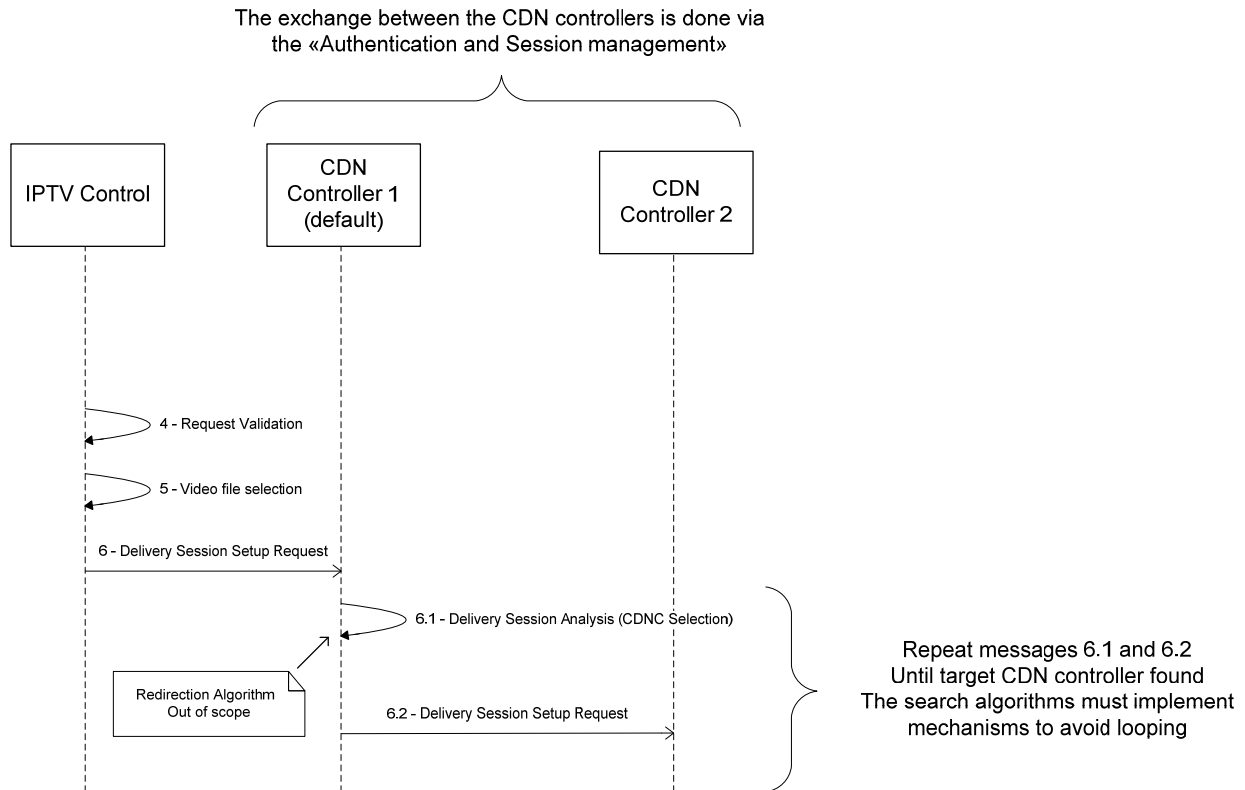 The exchange between the CDN controllers is done via
the «Authentication and Session management»
IPTV Control
CDN
Controller 1
(default)
CDN
Controller 2
4 - Request Validation
5 - Video file selection
6 - Delivery Session Setup Request
6.1 - Delivery Session Analysis (CDNC Selection)
Redirection Algorithm
Out of scope
6.2 - Delivery Session Setup Request
Repeat messages 6.1 and 6.2
Until target CDN controller found
The search algorithms must implement
mechanisms to avoid looping